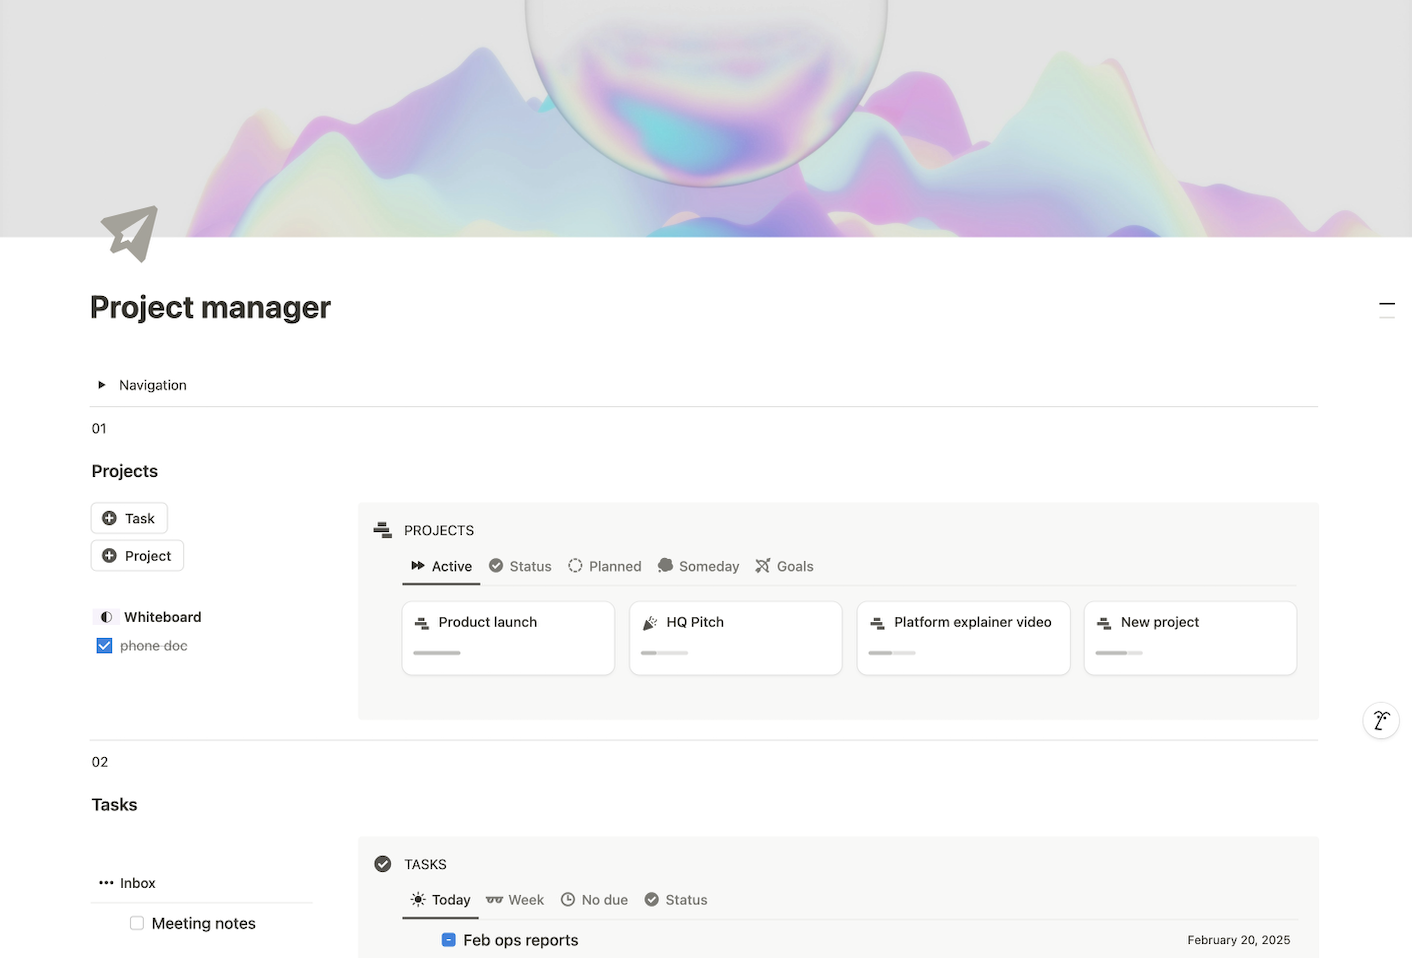 Project manager
Navigation
01
Projects
Task
Project
Whiteboard
phone doc
PROJECTS
Active Status Planned Someday Goals
Product launch HQ Pitch Platform explainer video New project
02
Tasks
Inbox
Meeting notes
TASKS
Today Week No due Status
Feb ops reports February 20, 2025